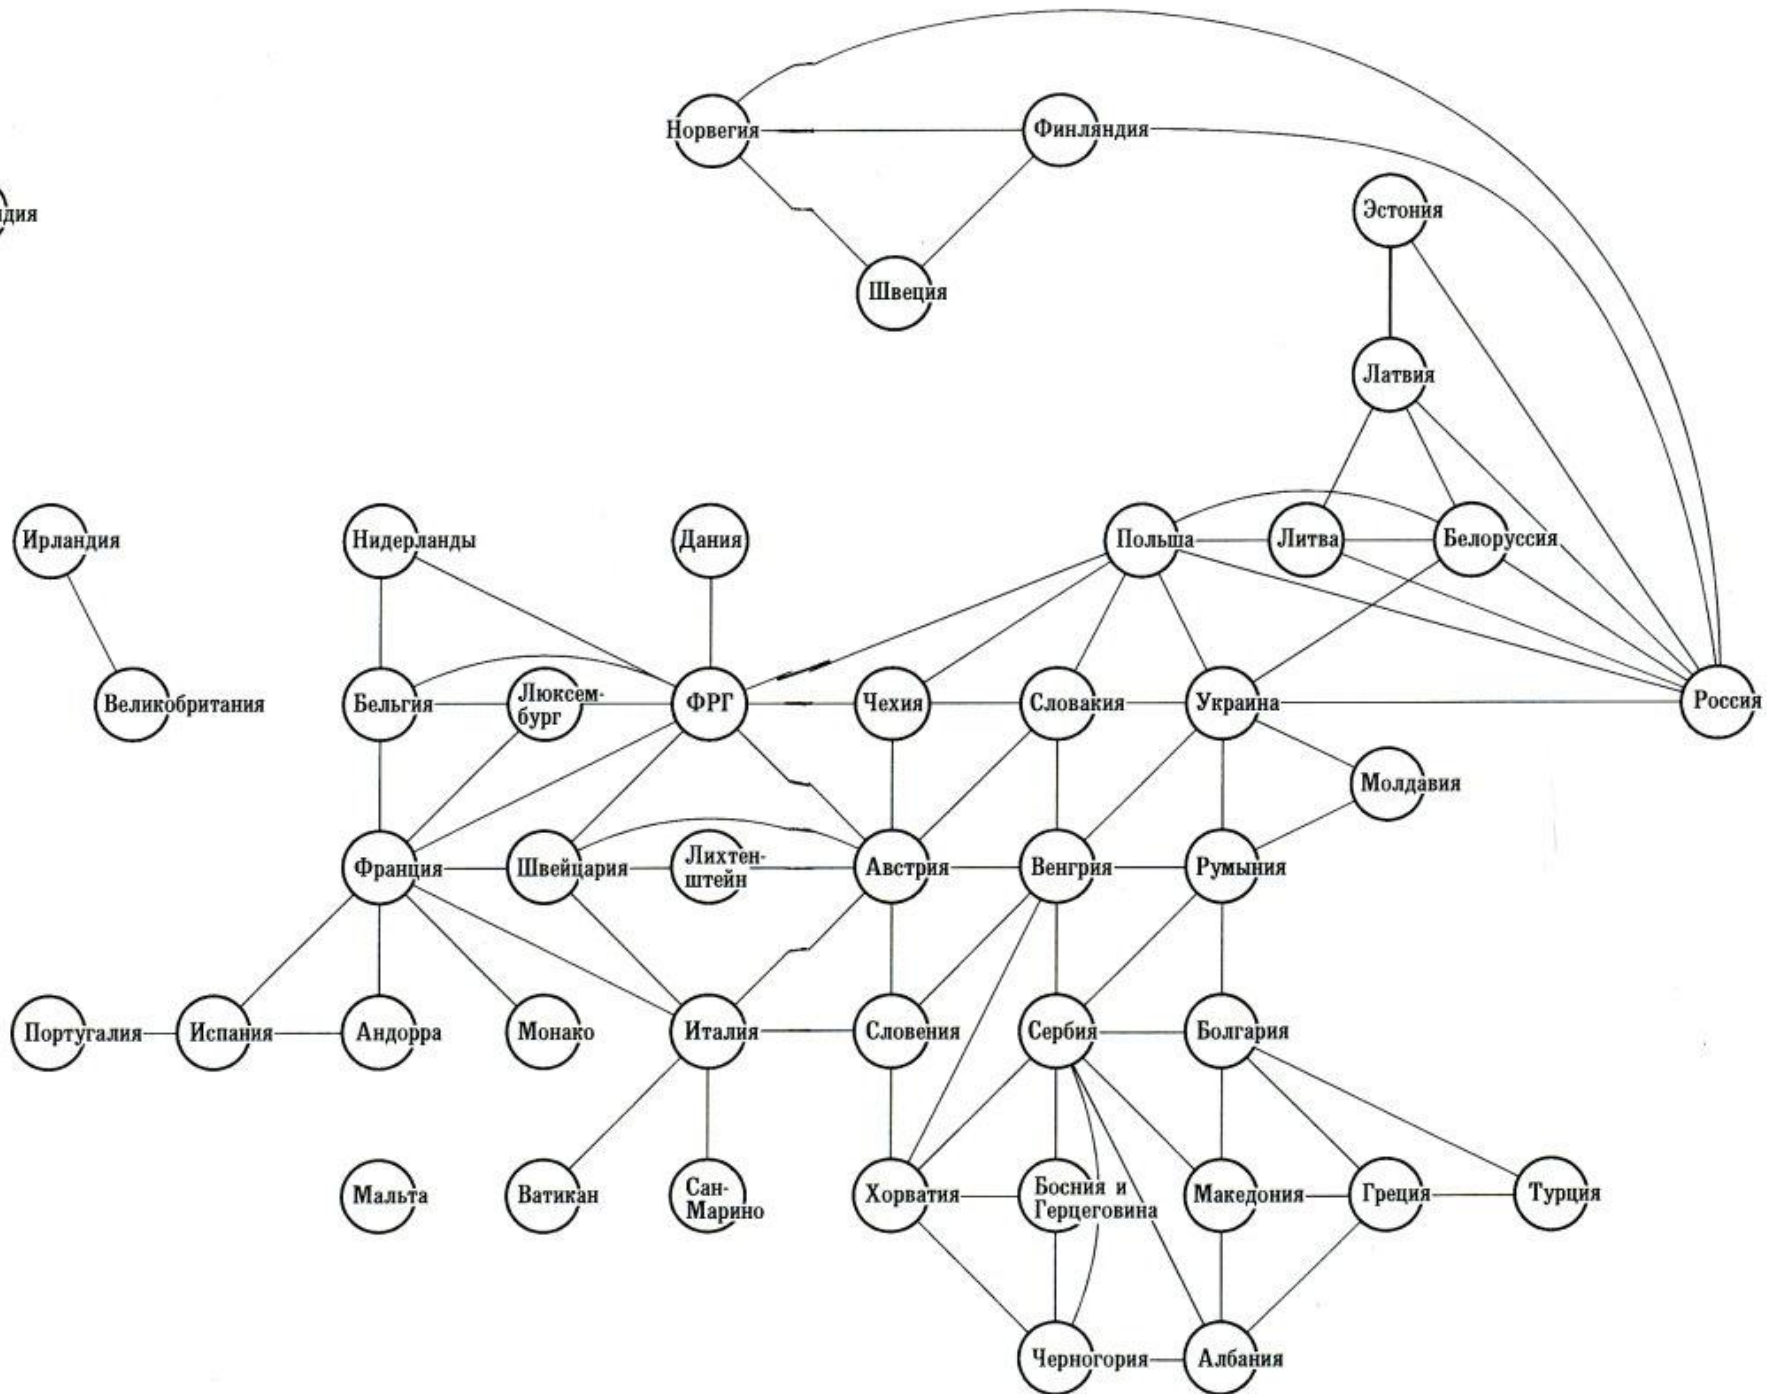 Норвегия
Финляндия
Эстония
ндия
Швеция
Латвия
Ирландия
Нидерланды
Дания
Польша
Литва
Белоруссия
Великобритания
Бельгия
Люксем-
бург
ФРГ
Чехия
Словакия
Украина
Россия
Молдавия
Франция
Швейцария
Лихтен-
штейн
Австрия
Венгрия
Румыния
Португалия
Испания
Андорра
Монако
Италия
Словения
Сербия
Болгария
Мальта
Ватикан
Сан-
Марино
Хорватия
Босния и
Герцеговина
Македония
Греция
Турция
Черногория
Албания